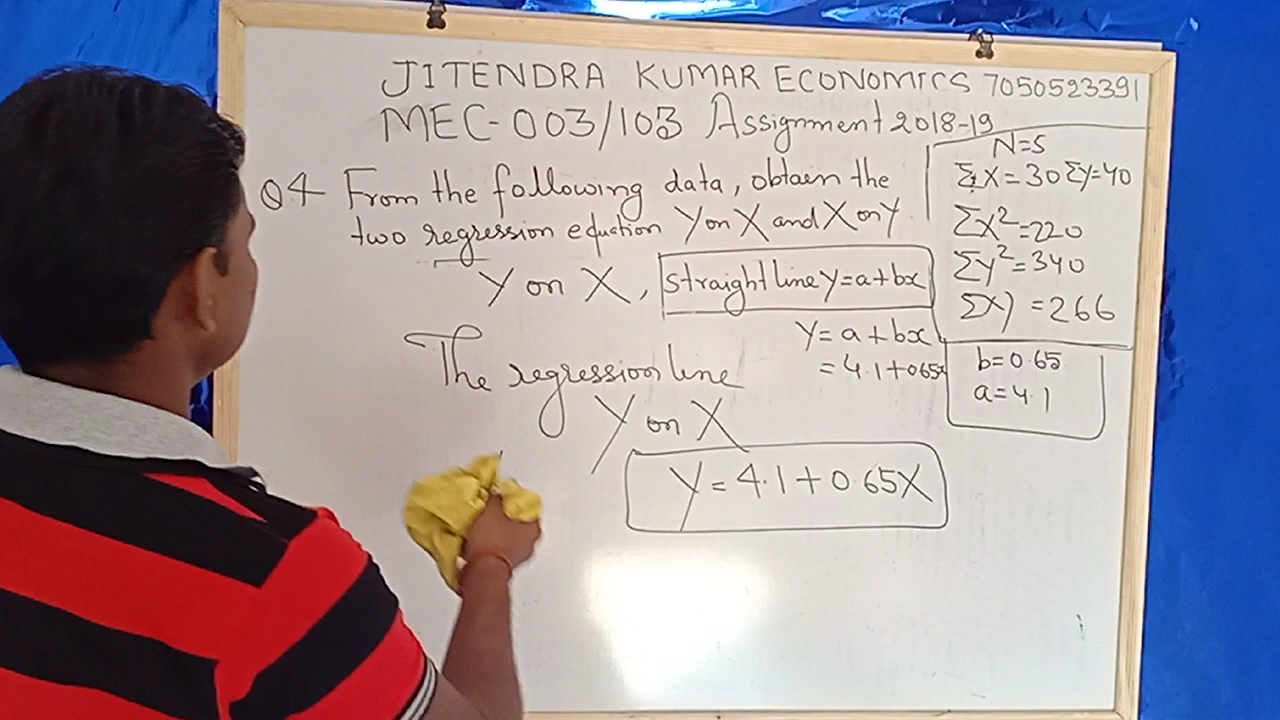 JITENDRA KUMAR ECONOMICS 7050523391
MEC-003/103 Assignment 2018-19
Q4 From the following data, obtain the
two regression equation Y on X and X on Y.
Y on X, straight line y=a+bx
Y= a+bx
= 4.1+0.65x
The regression line
Y on X
Y=4.1+0.65X
N=5
ΣX=30 Σy=40
Σx²=220
Σy²=340
Σxy =266
b=0.65
a=4.1